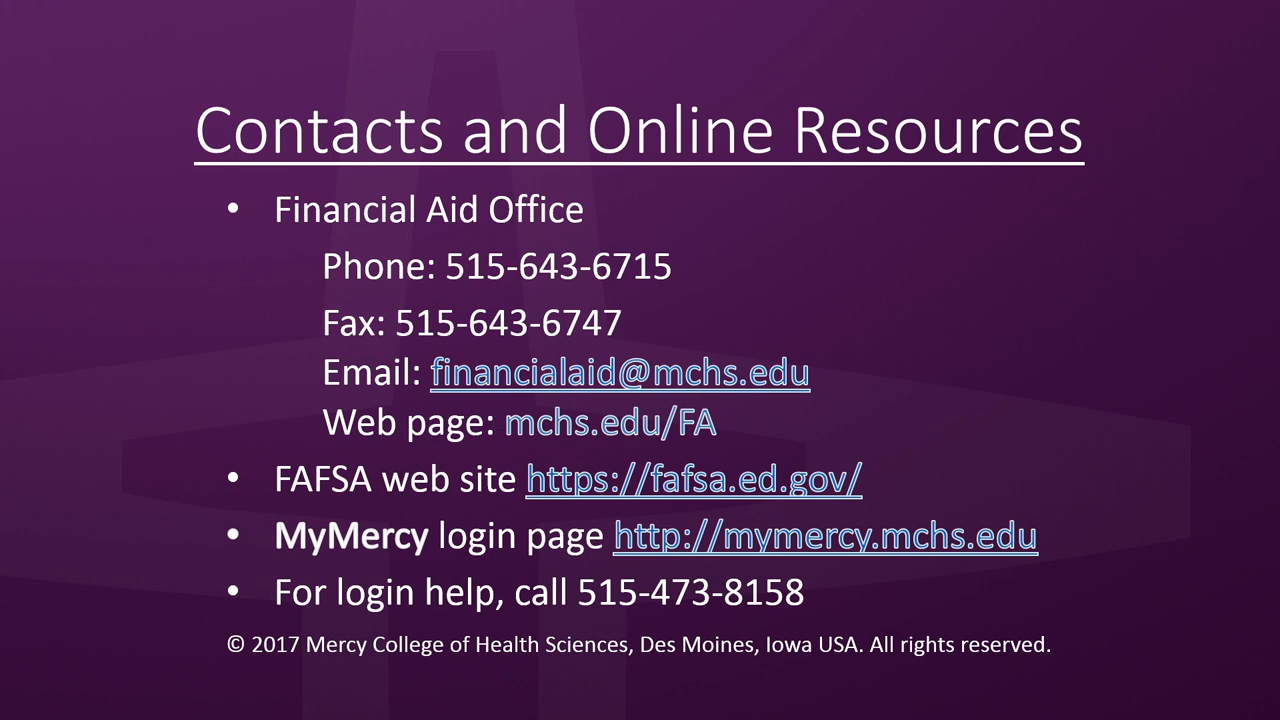 Contacts and Online Resources
• Financial Aid Office
Phone: 515-643-6715
Fax: 515-643-6747
Email: financialaid@mchs.edu
Web page: mchs.edu/FA
• FAFSA web site https://fafsa.ed.gov/
• MyMercy login page http://mymercy.mchs.edu
• For login help, call 515-473-8158
© 2017 Mercy College of Health Sciences, Des Moines, Iowa USA. All rights reserved.